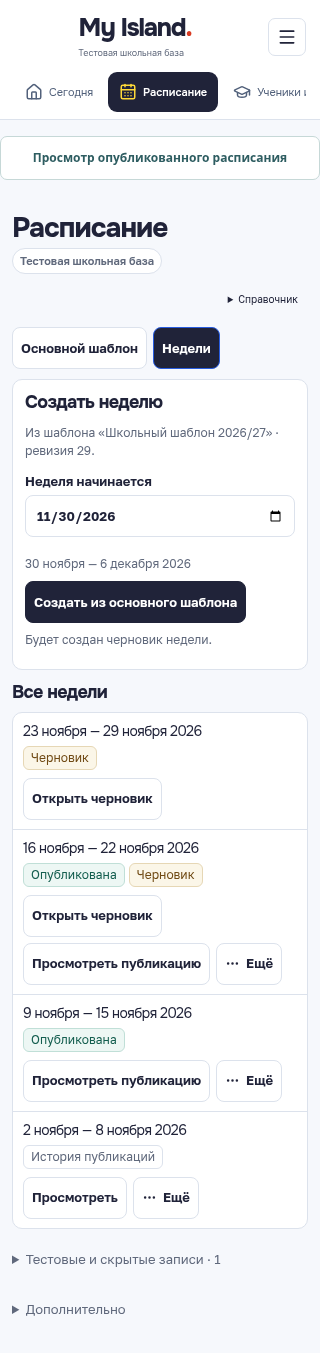 My Island.
Тестовая школьная база
Сегодня
Расписание
Ученики
Просмотр опубликованного расписания
Расписание
Тестовая школьная база
Справочник
Основной шаблон
Недели
Создать неделю
Из шаблона «Школьный шаблон 2026/27» ·
ревизия 29.
Неделя начинается
11/30/2026
30 ноября — 6 декабря 2026
Создать из основного шаблона
Будет создан черновик недели.
Все недели
23 ноября — 29 ноября 2026
Черновик
Открыть черновик
16 ноября — 22 ноября 2026
Опубликована Черновик
Открыть черновик
Просмотреть публикацию ··· Ещё
9 ноября — 15 ноября 2026
Опубликована
Просмотреть публикацию ··· Ещё
2 ноября — 8 ноября 2026
История публикаций
Просмотреть ··· Ещё
Тестовые и скрытые записи · 1
Дополнительно